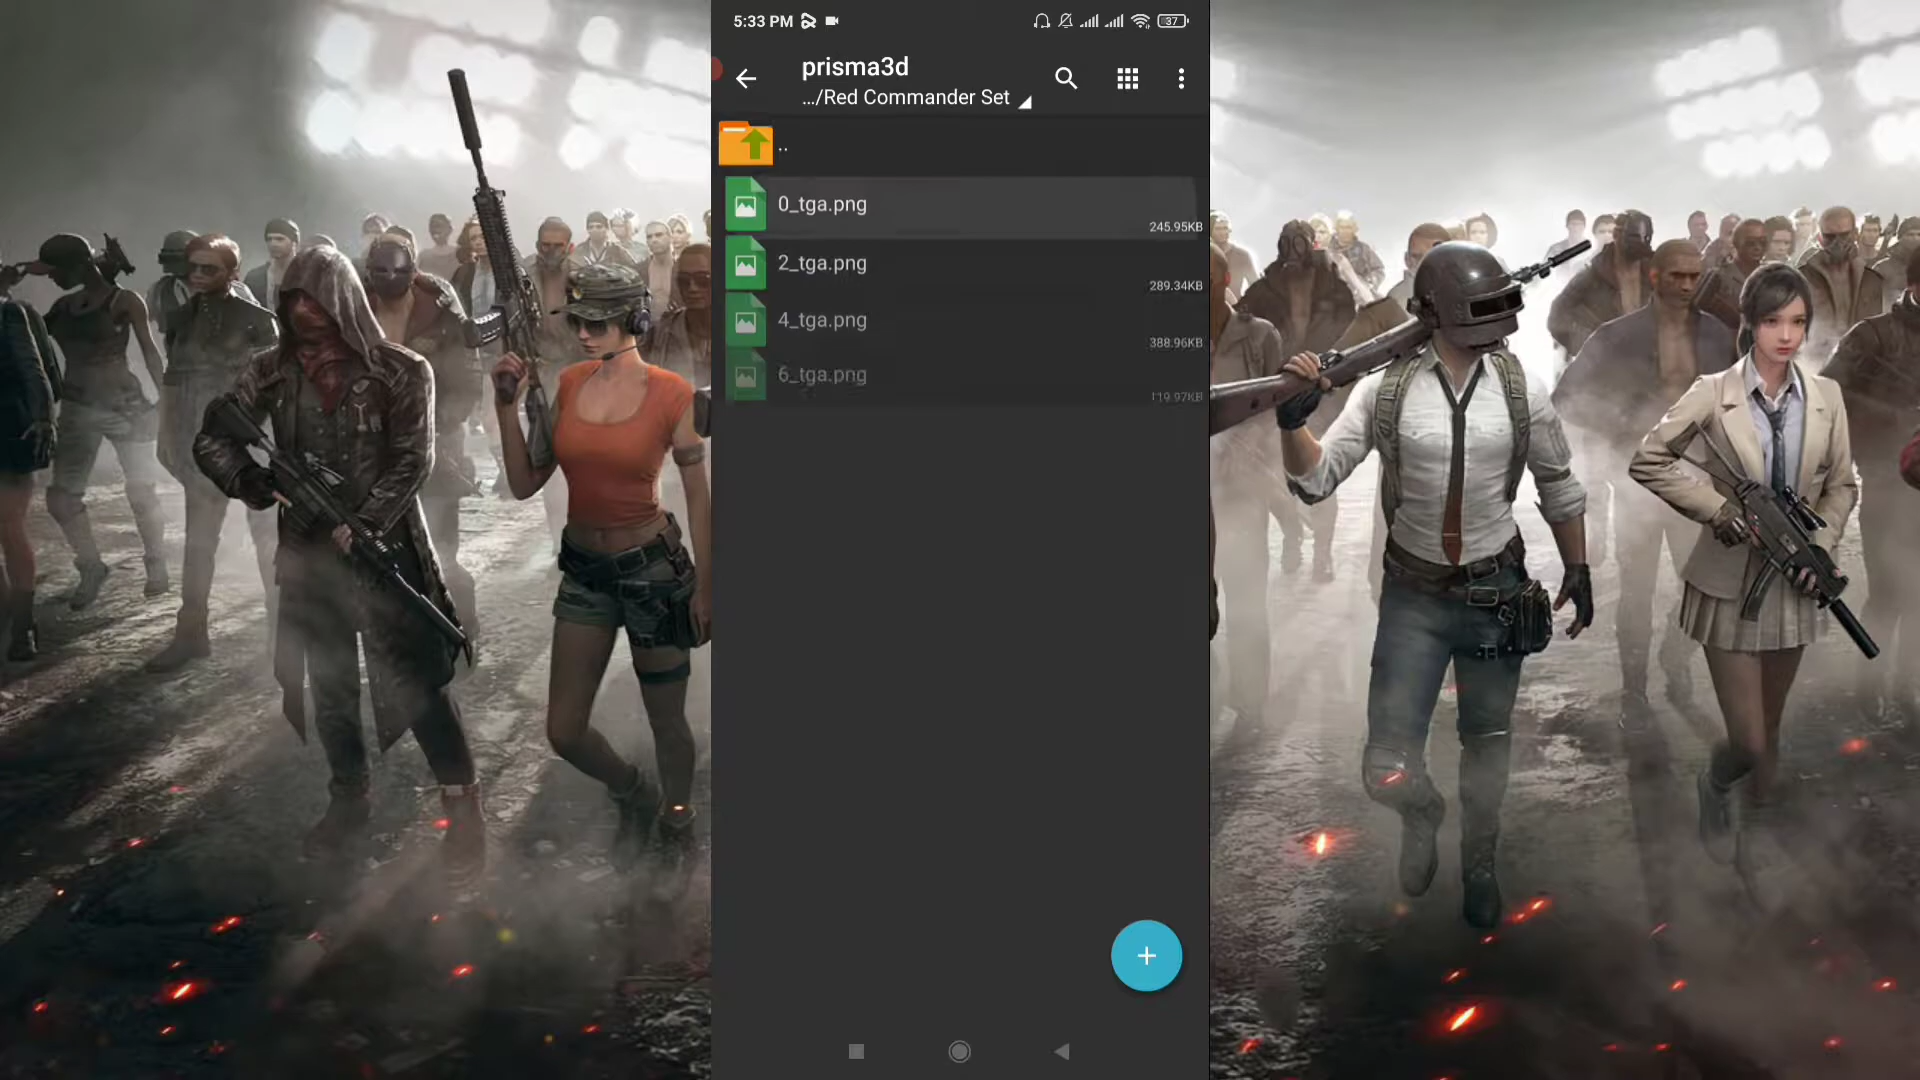 5:33 PM
37
prisma3d
.../Red Commander Set
..
0_tga.png
245.95KB
2_tga.png
289.34KB
4_tga.png
388.96KB
6_tga.png
119.97KB
+